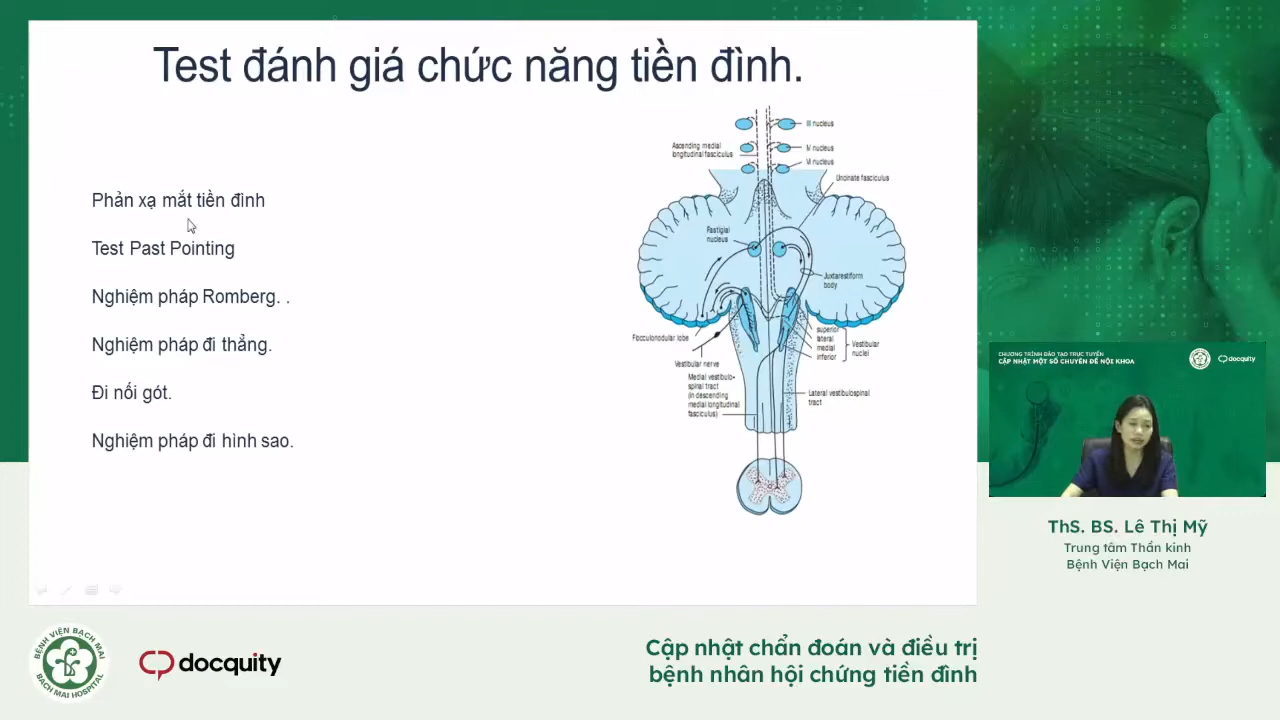 Test đánh giá chức năng tiền đình.
Phản xạ mắt tiền đình
Test Past Pointing
Nghiệm pháp Romberg. .
Nghiệm pháp đi thẳng.
Đi nối gót.
Nghiệm pháp đi hình sao.
III nucleus
Ascending medial
longitudinal fasciculus
IV nucleus
VI nucleus
Uncinate fasciculus
Fastigial
nucleus
Juxtarestiform
body
Flocculonodular lobe
superior
lateral
medial
inferior
Vestibular
nuclei
Vestibular nerve
Medial vestibulo-
spinal tract
(in descending
medial longitudinal
fasciculus)
Lateral vestibulospinal
tract
CHƯƠNG TRÌNH ĐÀO TẠO TRỰC TUYẾN
CẬP NHẬT MỘT SỐ CHUYÊN ĐỀ NỘI KHOA
docquity
ThS. BS. Lê Thị Mỹ
Trung tâm Thần kinh
Bệnh Viện Bạch Mai
BỆNH VIỆN BẠCH MAI
BACH MAI HOSPITAL
docquity
Cập nhật chẩn đoán và điều trị
bệnh nhân hội chứng tiền đình